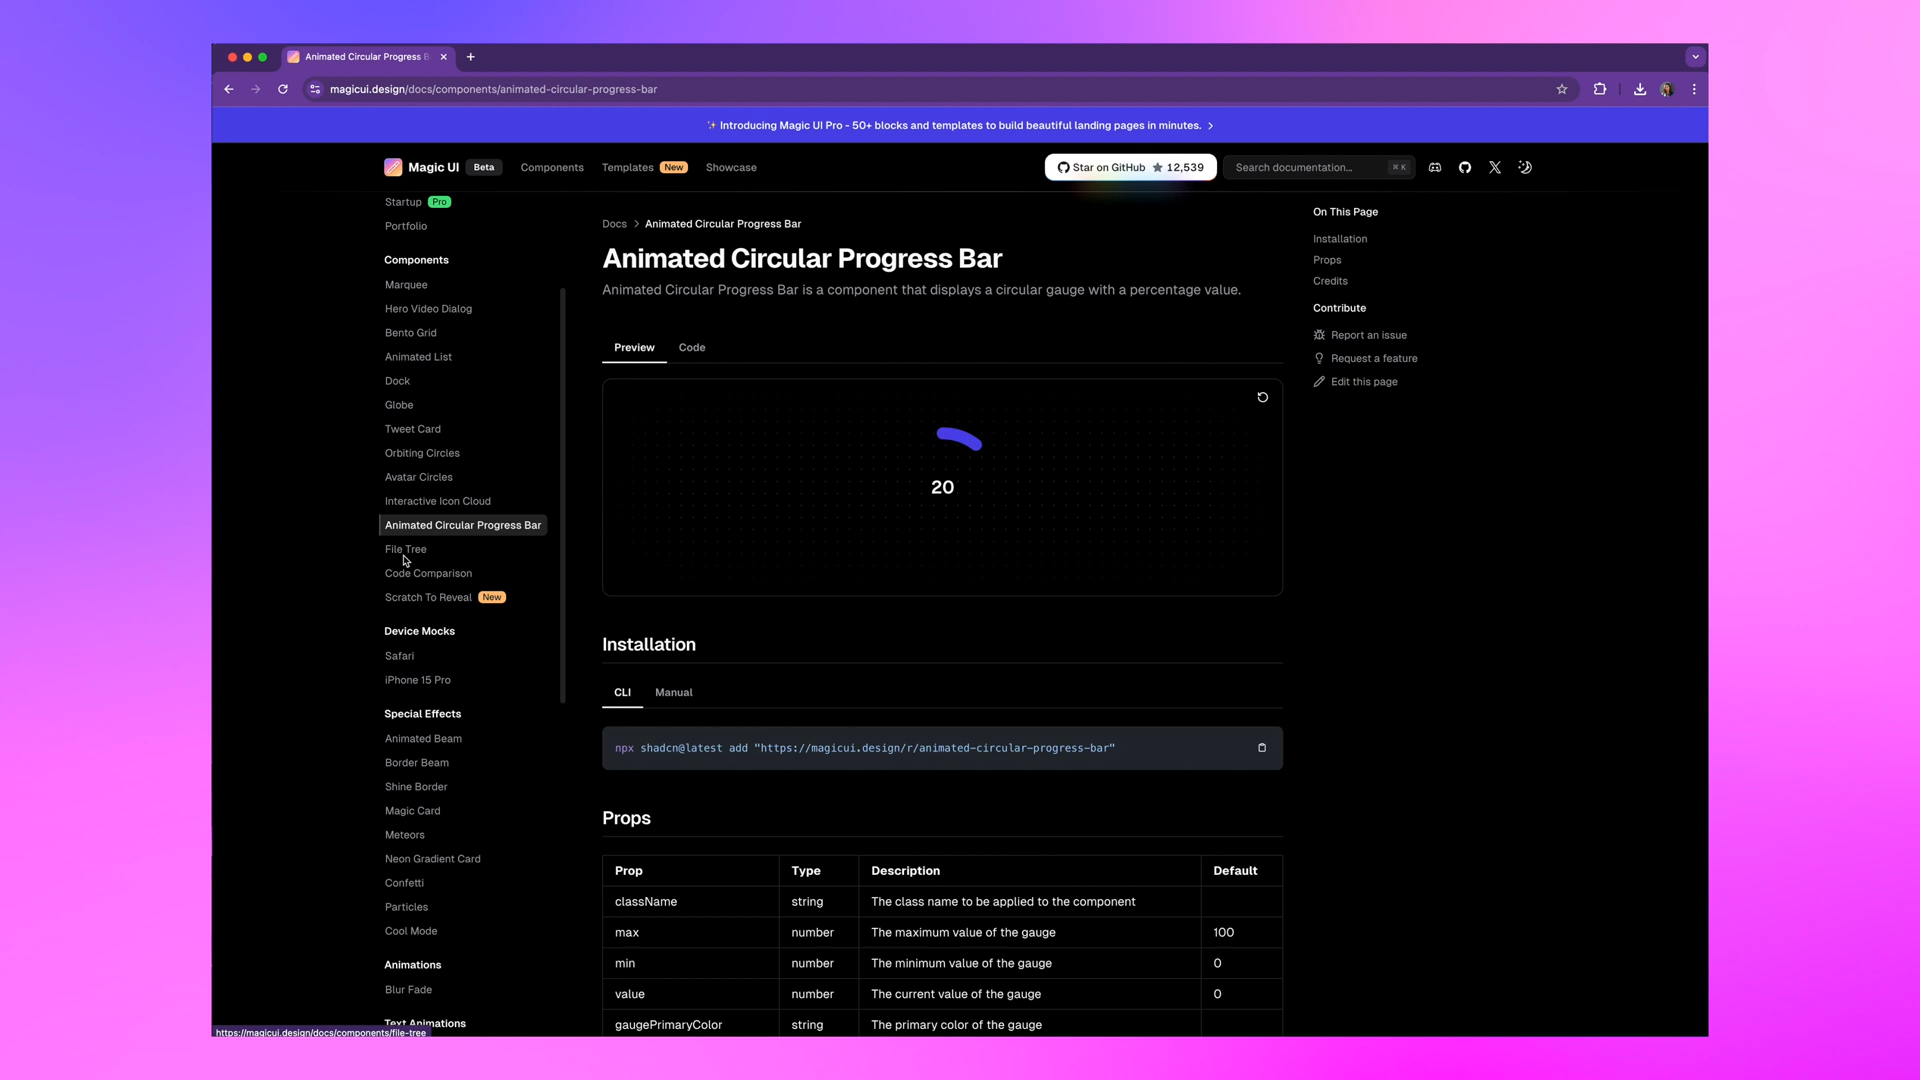 Animated Circular Progress B
magicui.design/docs/components/animated-circular-progress-bar
✨ Introducing Magic UI Pro - 50+ blocks and templates to build beautiful landing pages in minutes.
Magic UI Beta Components Templates New Showcase Star on GitHub ★ 12,539 Search documentation... ⌘ K
Startup Pro
Portfolio
Components
Marquee
Hero Video Dialog
Bento Grid
Animated List
Dock
Globe
Tweet Card
Orbiting Circles
Avatar Circles
Interactive Icon Cloud
Animated Circular Progress Bar
File Tree
Code Comparison
Scratch To Reveal New
Device Mocks
Safari
iPhone 15 Pro
Special Effects
Animated Beam
Border Beam
Shine Border
Magic Card
Meteors
Neon Gradient Card
Confetti
Particles
Cool Mode
Animations
Blur Fade
Text Animations
https://magicui.design/docs/components/file-tree
Docs > Animated Circular Progress Bar
Animated Circular Progress Bar
Animated Circular Progress Bar is a component that displays a circular gauge with a percentage value.
Preview Code
20
Installation
CLI Manual
npx shadcn@latest add "https://magicui.design/r/animated-circular-progress-bar"
Props
Prop Type Description Default
className string The class name to be applied to the component
max number The maximum value of the gauge 100
min number The minimum value of the gauge 0
value number The current value of the gauge 0
gaugePrimaryColor string The primary color of the gauge
On This Page
Installation
Props
Credits
Contribute
Report an issue
Request a feature
Edit this page